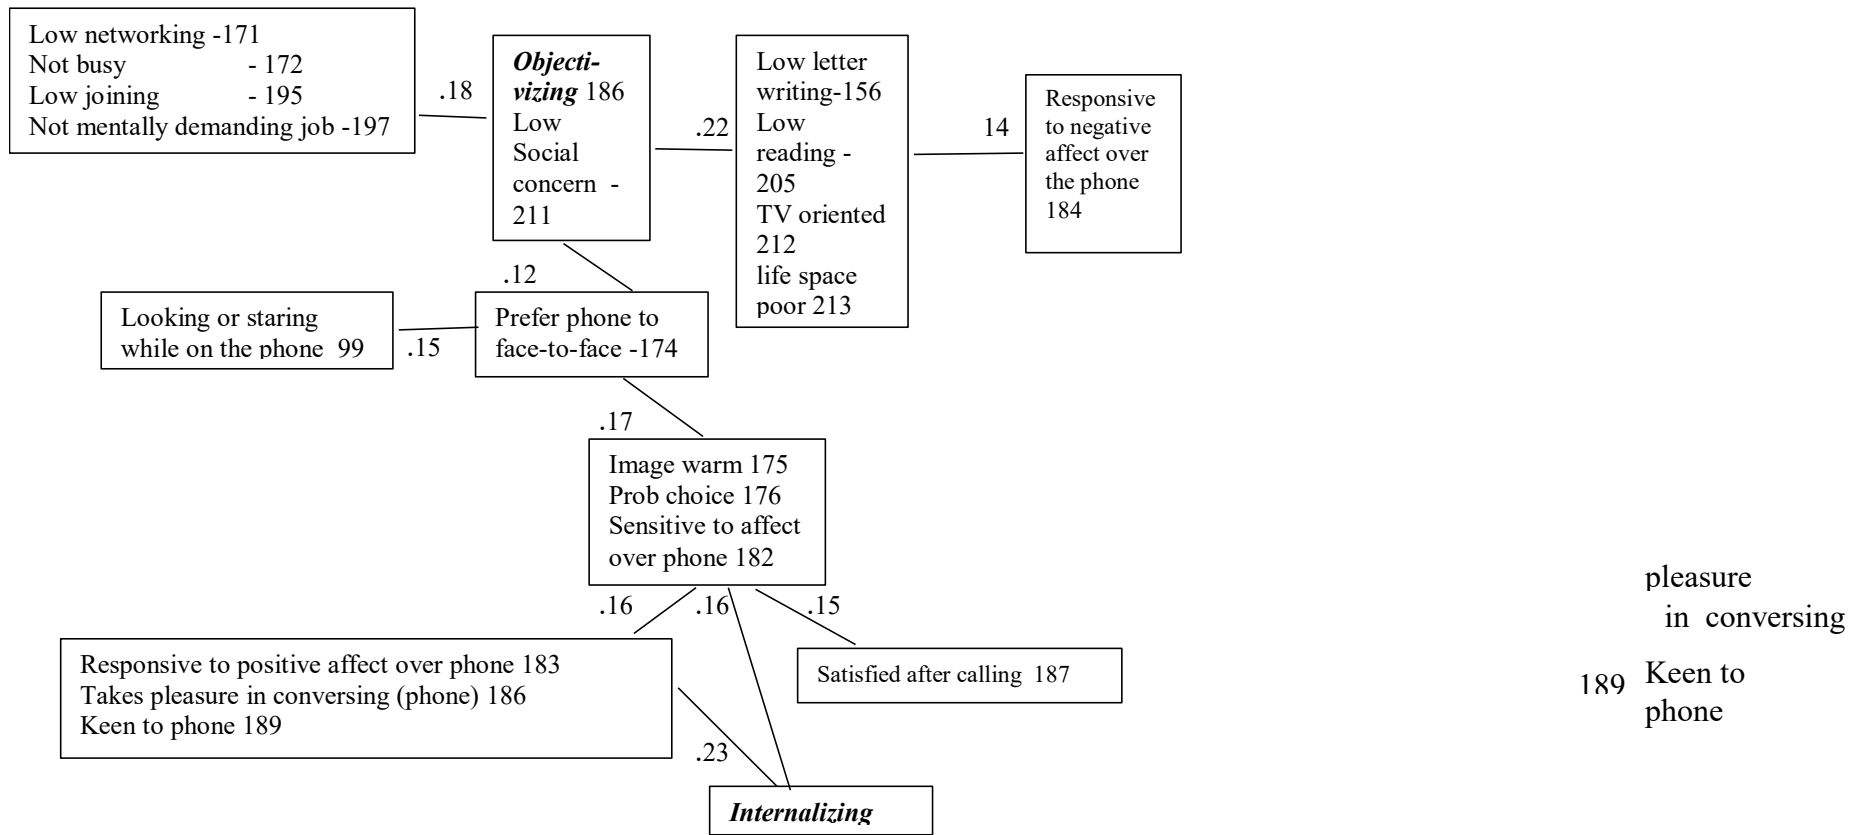 Low networking -171
Not busy - 172
Low joining - 195
Not mentally demanding job -197
.18
Objecti-
vizing 186
Low
Social
concern -
211
.22
Low letter
writing-156
Low
reading -
205
TV oriented
212
life space
poor 213
14
Responsive
to negative
affect over
the phone
184
.12
Looking or staring
while on the phone 99
.15
Prefer phone to
face-to-face -174
.17
Image warm 175
Prob choice 176
Sensitive to affect
over phone 182
.16
.16
.15
Responsive to positive affect over phone 183
Takes pleasure in conversing (phone) 186
Keen to phone 189
Satisfied after calling 187
.23
Internalizing
pleasure
in conversing
189 Keen to
phone